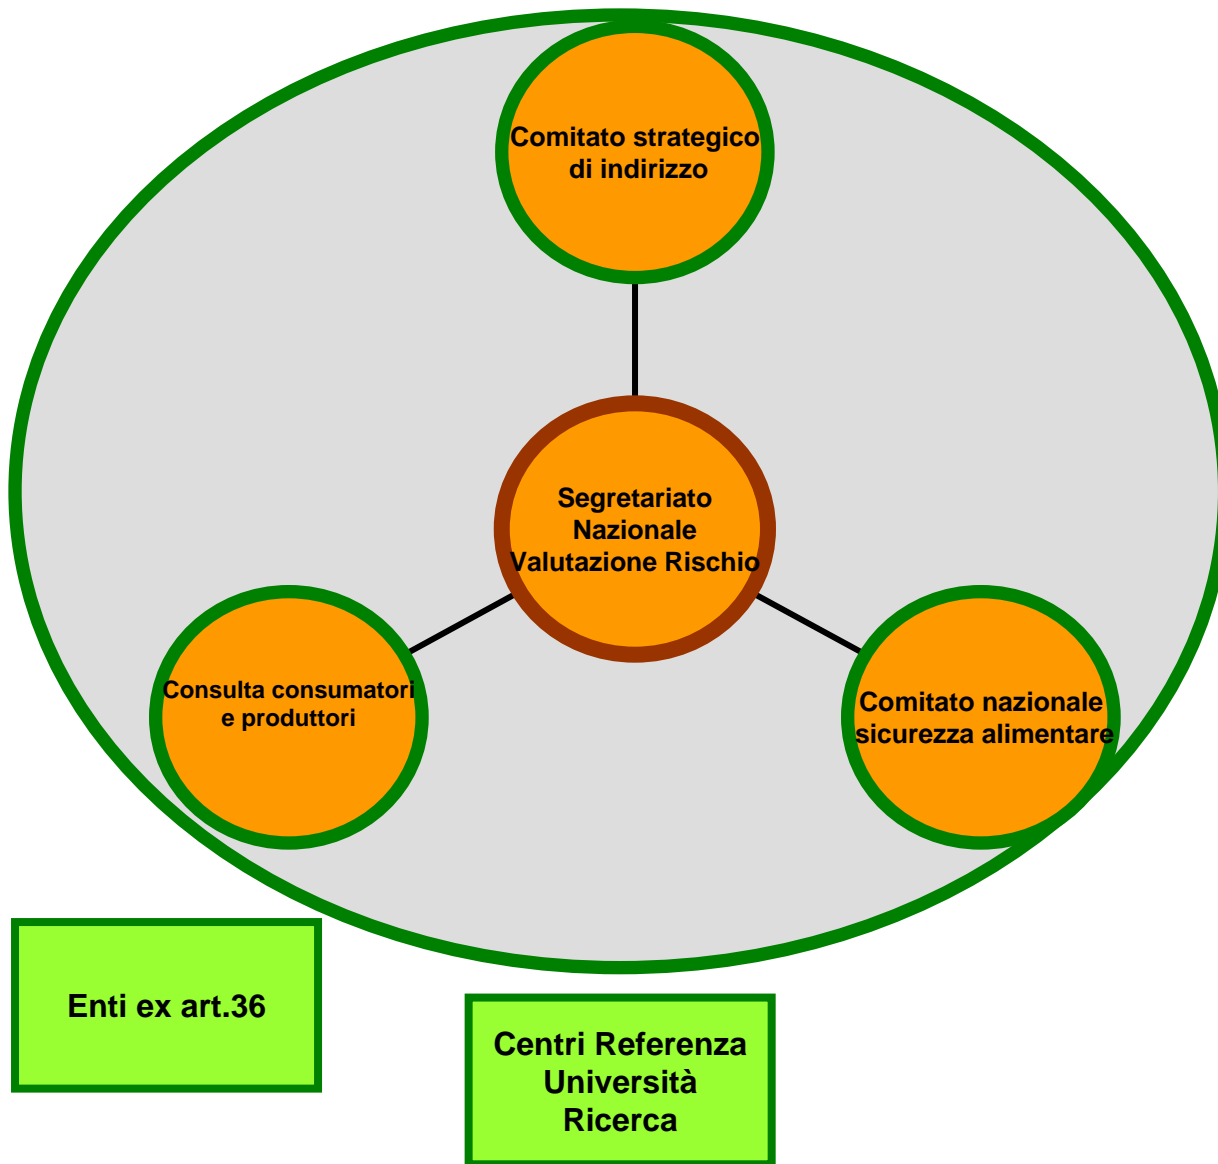 Comitato strategico
di indirizzo
Segretariato
Nazionale
Valutazione Rischio
Consulta consumatori
e produttori
Comitato nazionale
sicurezza alimentare
Enti ex art.36
Centri Referenza
Università
Ricerca